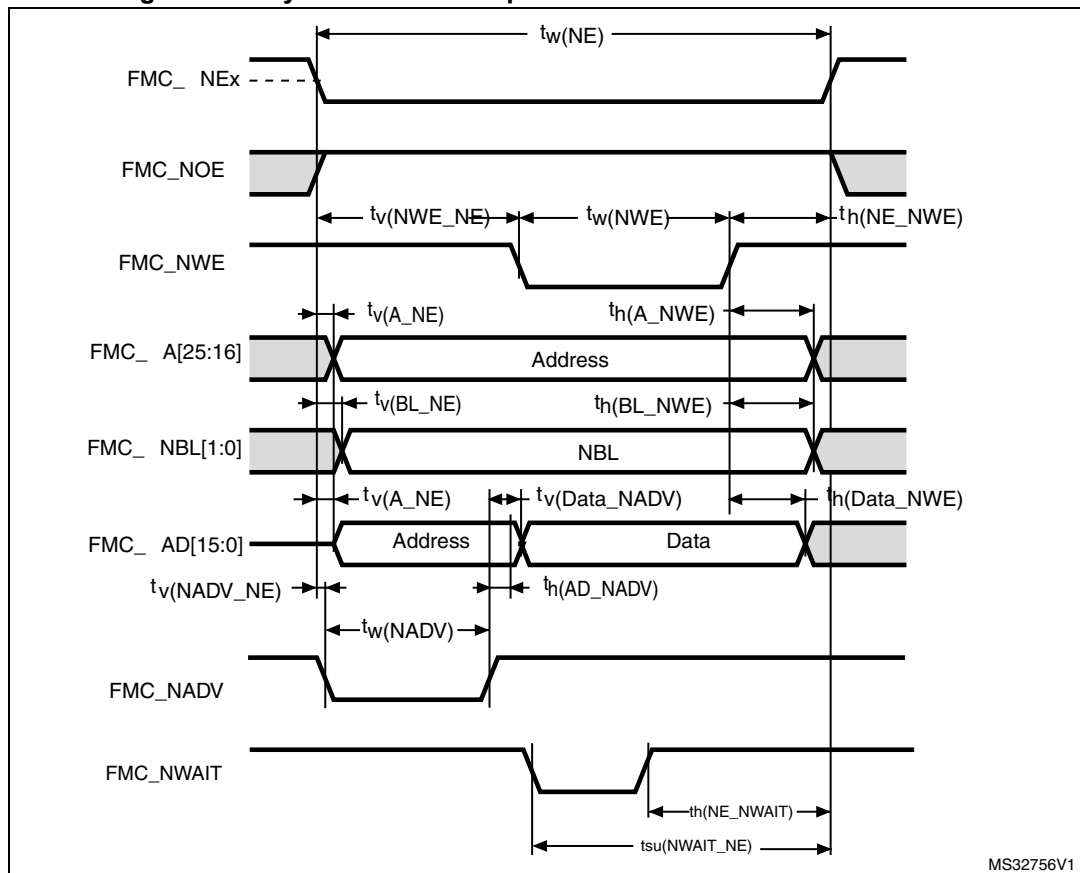 tw(NE)
FMC_ NEx
FMC_NOE
tv(NWE_NE)
tw(NWE)
th(NE_NWE)
FMC_NWE
tv(A_NE)
th(A_NWE)
FMC_ A[25:16]
Address
tv(BL_NE)
th(BL_NWE)
FMC_ NBL[1:0]
NBL
tv(A_NE)
tv(Data_NADV)
th(Data_NWE)
FMC_ AD[15:0]
Address
Data
tv(NADV_NE)
th(AD_NADV)
tw(NADV)
FMC_NADV
FMC_NWAIT
th(NE_NWAIT)
tsu(NWAIT_NE)
MS32756V1